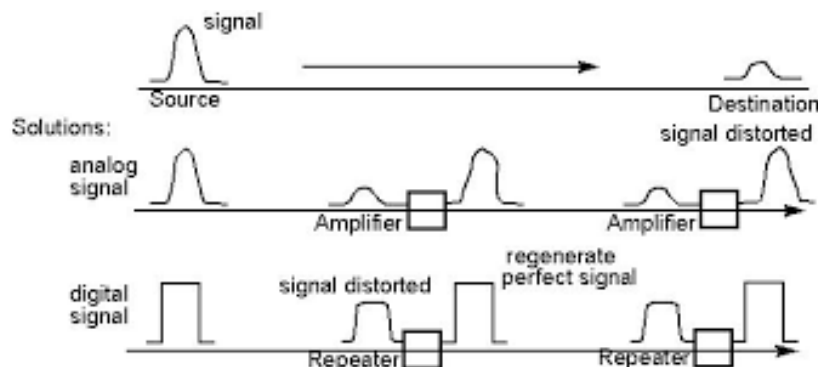 signal
Source
Destination
Solutions:
signal distorted
analog
signal
Amplifier
Amplifier
regenerate
perfect signal
signal distorted
digital
signal
Repeater
Repeater